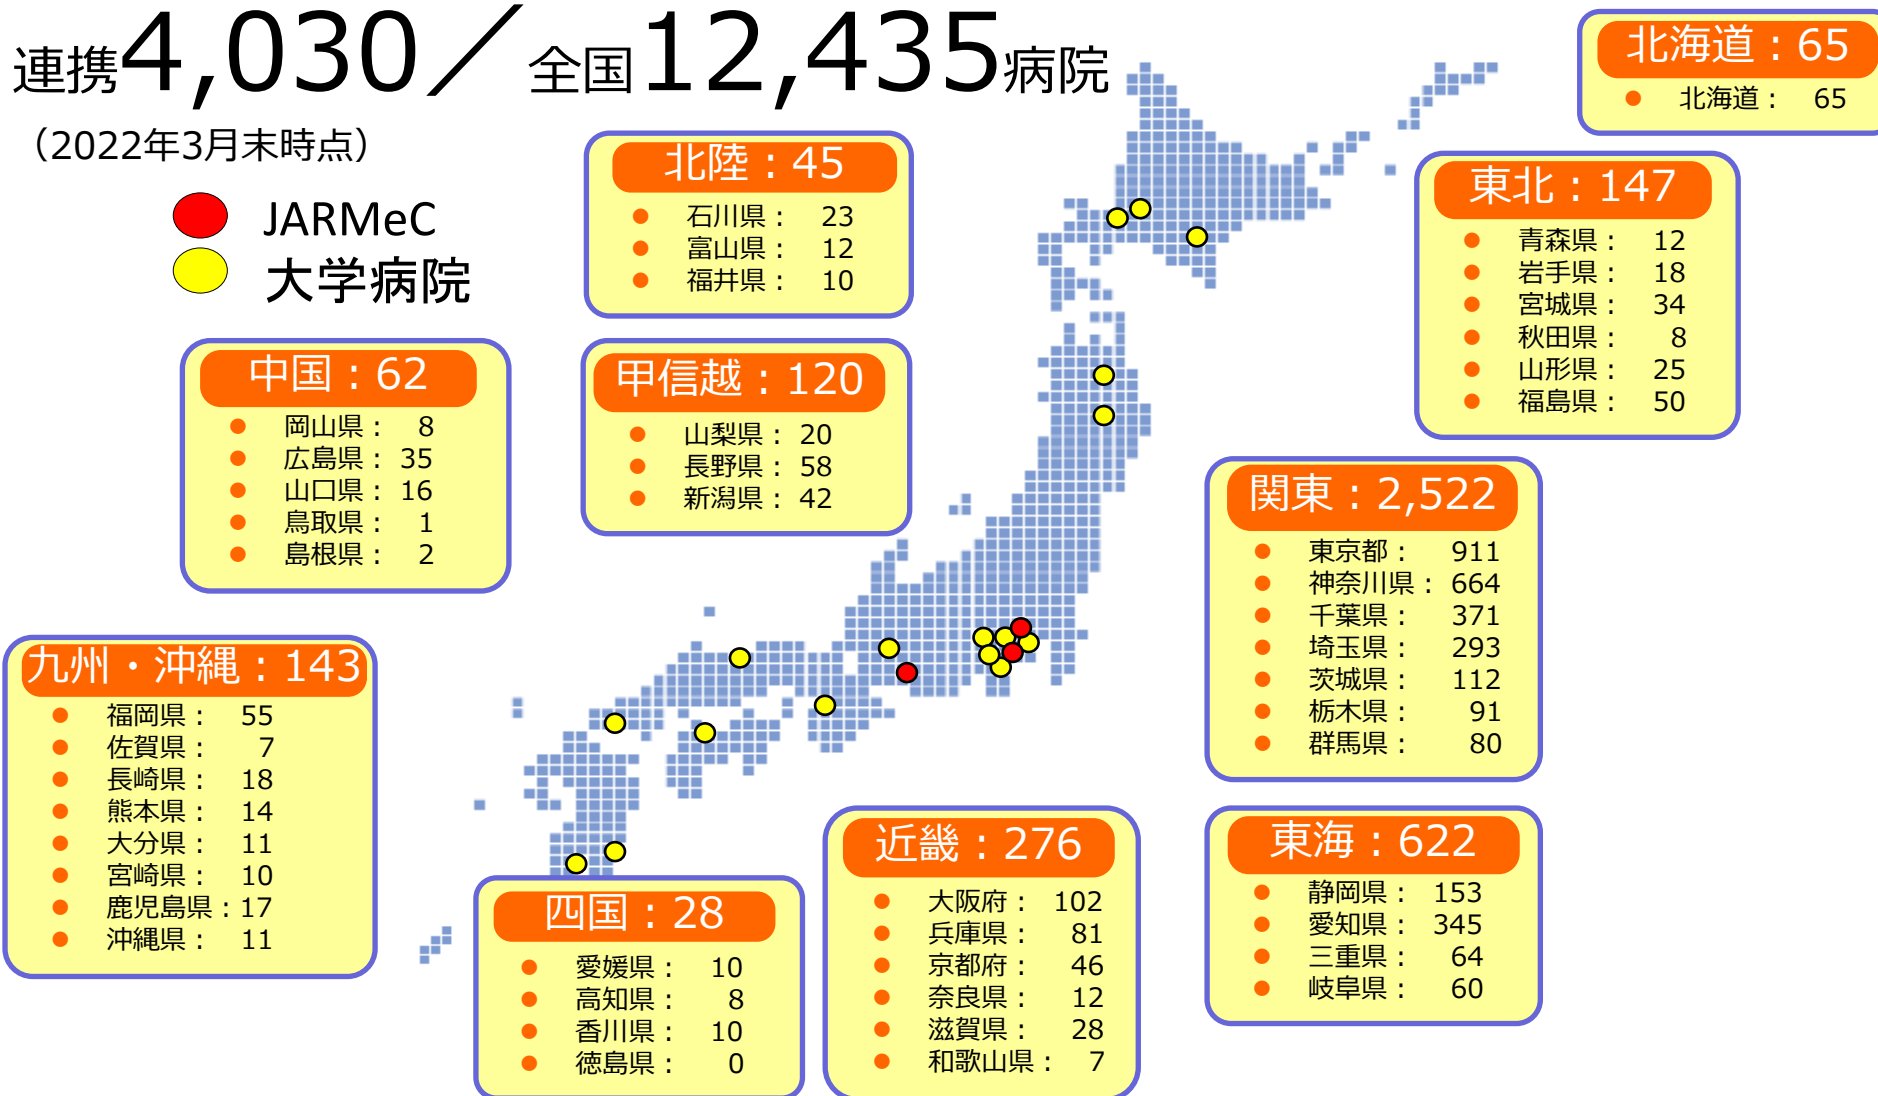 連携4,030／全国12,435病院
（2022年3月末時点）
JARMeC
大学病院
北海道：65
北海道： 65
北陸：45
石川県： 23
富山県： 12
福井県： 10
東北：147
青森県： 12
岩手県： 18
宮城県： 34
秋田県： 8
山形県： 25
福島県： 50
中国：62
岡山県： 8
広島県： 35
山口県： 16
鳥取県： 1
島根県： 2
甲信越：120
山梨県： 20
長野県： 58
新潟県： 42
関東：2,522
東京都： 911
神奈川県： 664
千葉県： 371
埼玉県： 293
茨城県： 112
栃木県： 91
群馬県： 80
九州・沖縄：143
福岡県： 55
佐賀県： 7
長崎県： 18
熊本県： 14
大分県： 11
宮崎県： 10
鹿児島県：17
沖縄県： 11
四国：28
愛媛県： 10
高知県： 8
香川県： 10
徳島県： 0
近畿：276
大阪府： 102
兵庫県： 81
京都府： 46
奈良県： 12
滋賀県： 28
和歌山県： 7
東海：622
静岡県： 153
愛知県： 345
三重県： 64
岐阜県： 60